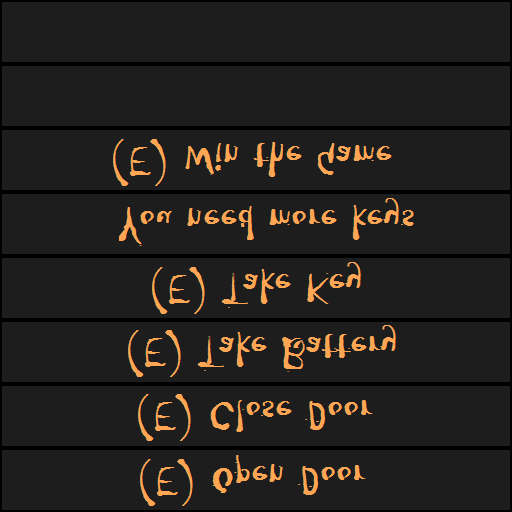 (E) Win the Game
You need more keys
(E) Take Key
(E) Take Battery
(E) Close Door
(E) Open Door